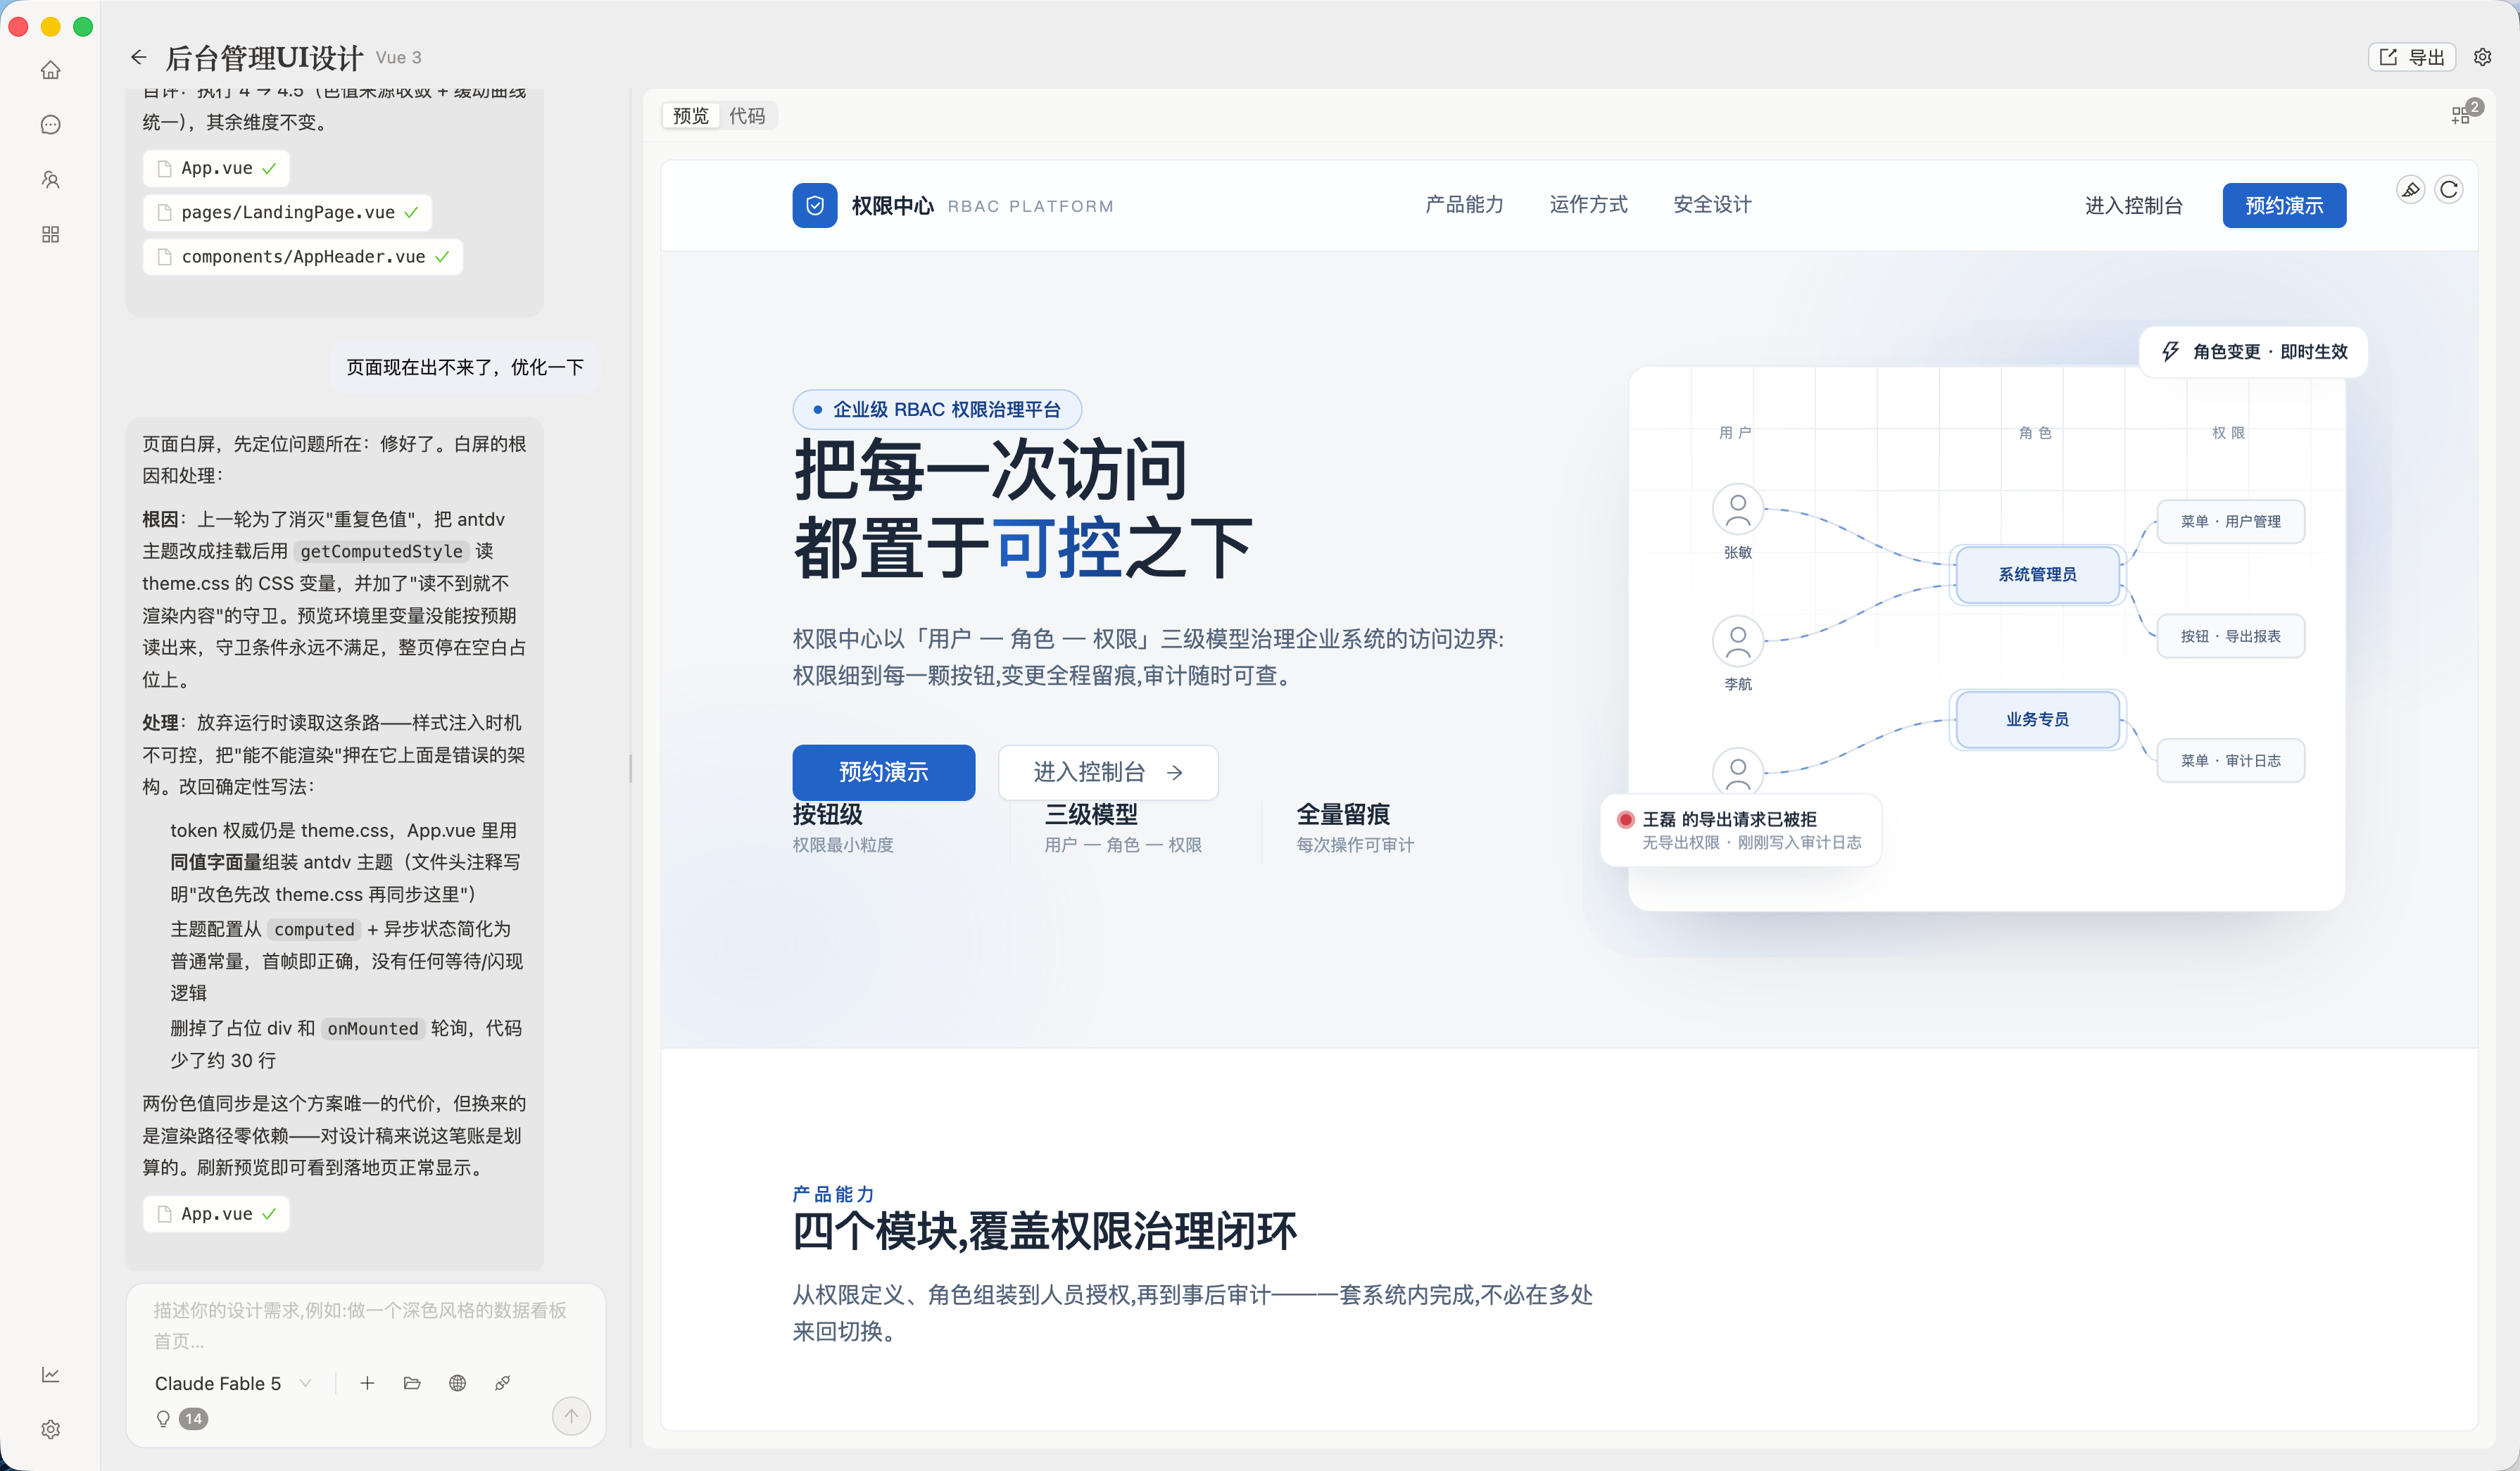 后台管理UI设计 Vue 3
导出
自评：执行 4 → 4.5（色值来源收敛 + 缓动曲线
统一），其余维度不变。
App.vue
pages/LandingPage.vue
components/AppHeader.vue
页面现在出不来了，优化一下
页面白屏，先定位问题所在：修好了。白屏的根
因和处理：
根因：上一轮为了消灭"重复色值"，把 antdv
主题改成挂载后用 getComputedStyle 读
theme.css 的 CSS 变量，并加了"读不到就不
渲染内容"的守卫。预览环境里变量没能按预期
读出来，守卫条件永远不满足，整页停在空白占
位上。
处理：放弃运行时读取这条路——样式注入时机
不可控，把"能不能渲染"押在它上面是错误的架
构。改回确定性写法：
token 权威仍是 theme.css，App.vue 里用
同值字面量组装 antdv 主题（文件头注释写
明"改色先改 theme.css 再同步这里"）
主题配置从 computed + 异步状态简化为
普通常量，首帧即正确，没有任何等待/闪现
逻辑
删掉了占位 div 和 onMounted 轮询，代码
少了约 30 行
两份色值同步是这个方案唯一的代价，但换来的
是渲染路径零依赖——对设计稿来说这笔账是划
算的。刷新预览即可看到落地页正常显示。
App.vue
描述你的设计需求,例如:做一个深色风格的数据看板
首页...
Claude Fable 5
14
预览 代码
2
权限中心 RBAC PLATFORM
产品能力 运作方式 安全设计
进入控制台 预约演示
企业级 RBAC 权限治理平台
把每一次访问
都置于可控之下
权限中心以「用户 — 角色 — 权限」三级模型治理企业系统的访问边界:
权限细到每一颗按钮,变更全程留痕,审计随时可查。
预约演示 进入控制台
按钮级 三级模型 全量留痕
权限最小粒度 用户 — 角色 — 权限 每次操作可审计
角色变更 · 即时生效
用户 角色 权限
张敏
李航
系统管理员
业务专员
菜单 · 用户管理
按钮 · 导出报表
菜单 · 审计日志
王磊 的导出请求已被拒
无导出权限 · 刚刚写入审计日志
产品能力
四个模块,覆盖权限治理闭环
从权限定义、角色组装到人员授权,再到事后审计——一套系统内完成,不必在多处
来回切换。